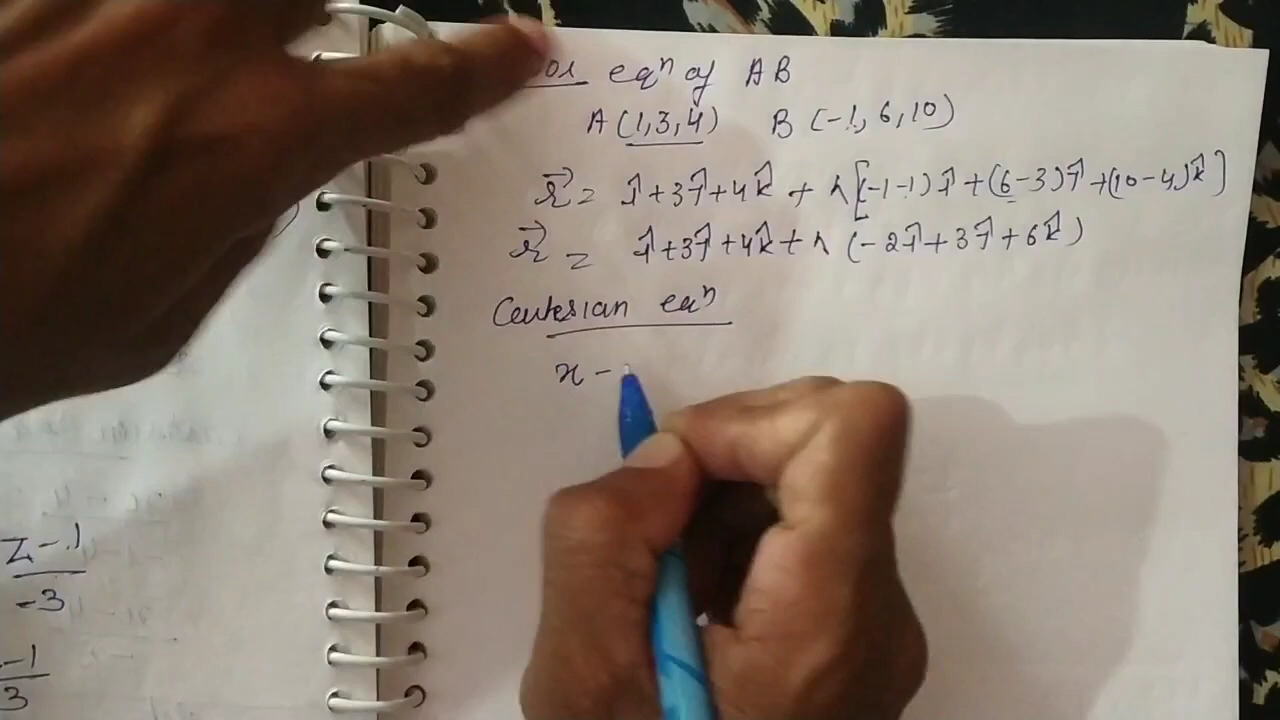 eqⁿ of AB
A (1,3,4) B (-1, 6, 10)
r⃗ = î+3ĵ+4k̂ + λ[(-1-1)î+(6-3)ĵ+(10-4)k̂]
r⃗ = î+3ĵ+4k̂+λ (-2î+3ĵ+6k̂)
Cartesian eqⁿ
x -
z-1
-3
-1
3